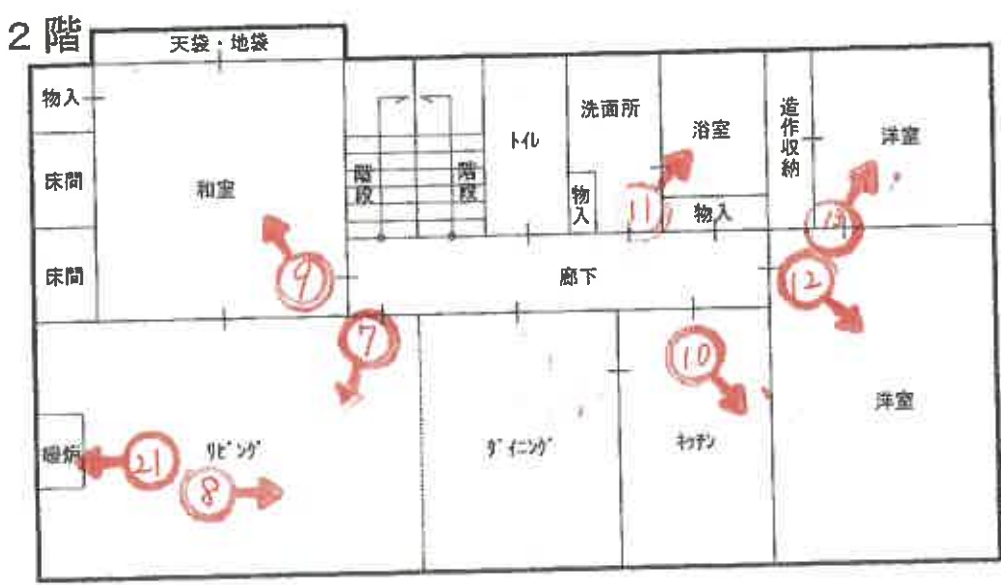 2階
天袋・地袋
物入
床間
床間
和室
階段
階段
トイレ
洗面所
物入
浴室
物入
造作収納
洋室
廊下
洋室
暖炉
リビング
ダイニング
キッチン
9
7
11
13
12
10
21
8